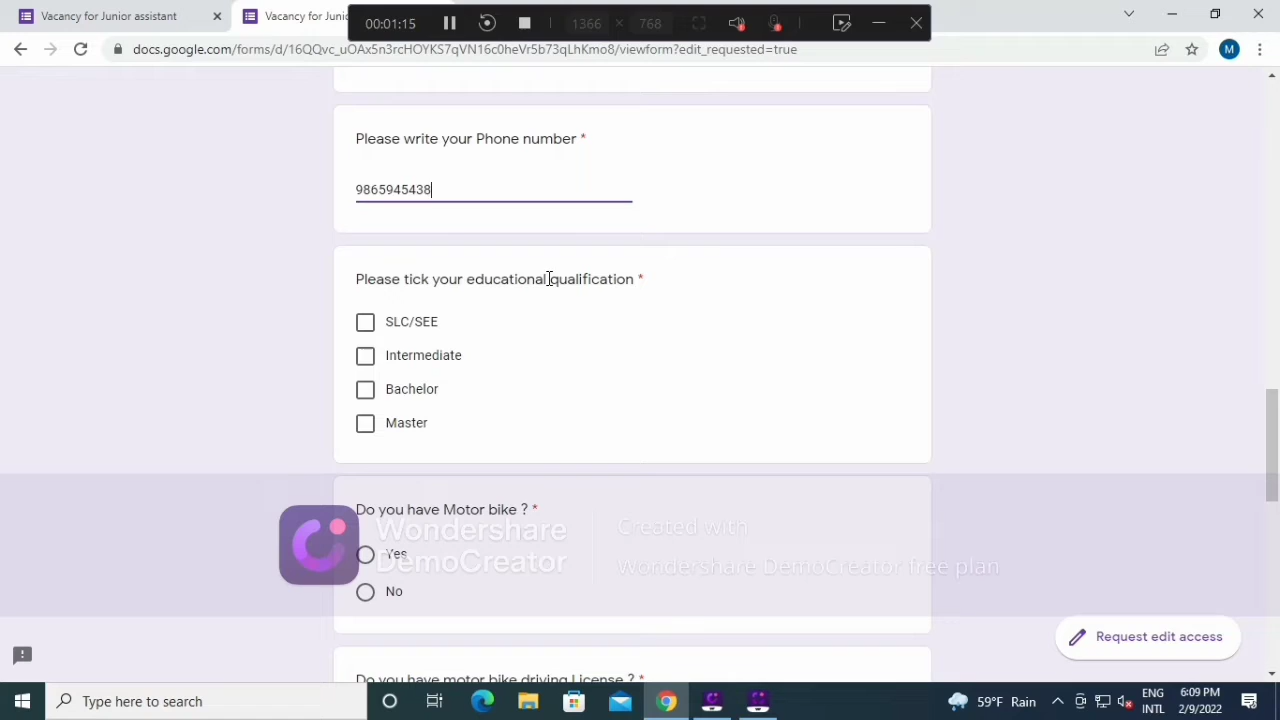 Vacancy for Junior assistant
Vacancy for Juni
00:01:15
1366 × 768
docs.google.com/forms/d/16QQvc_uOAx5n3rcHOYKS7qVN16c0heVr5b73qLhKmo8/viewform?edit_requested=true
M
Please write your Phone number *
9865945438
Please tick your educational qualification *
SLC/SEE
Intermediate
Bachelor
Master
Do you have Motor bike ? *
Yes
No
Wondershare
DemoCreator
Created with
Wondershare DemoCreator free plan
Request edit access
Do you have motor bike driving License ? *
Type here to search
59°F Rain
ENG
INTL
6:09 PM
2/9/2022